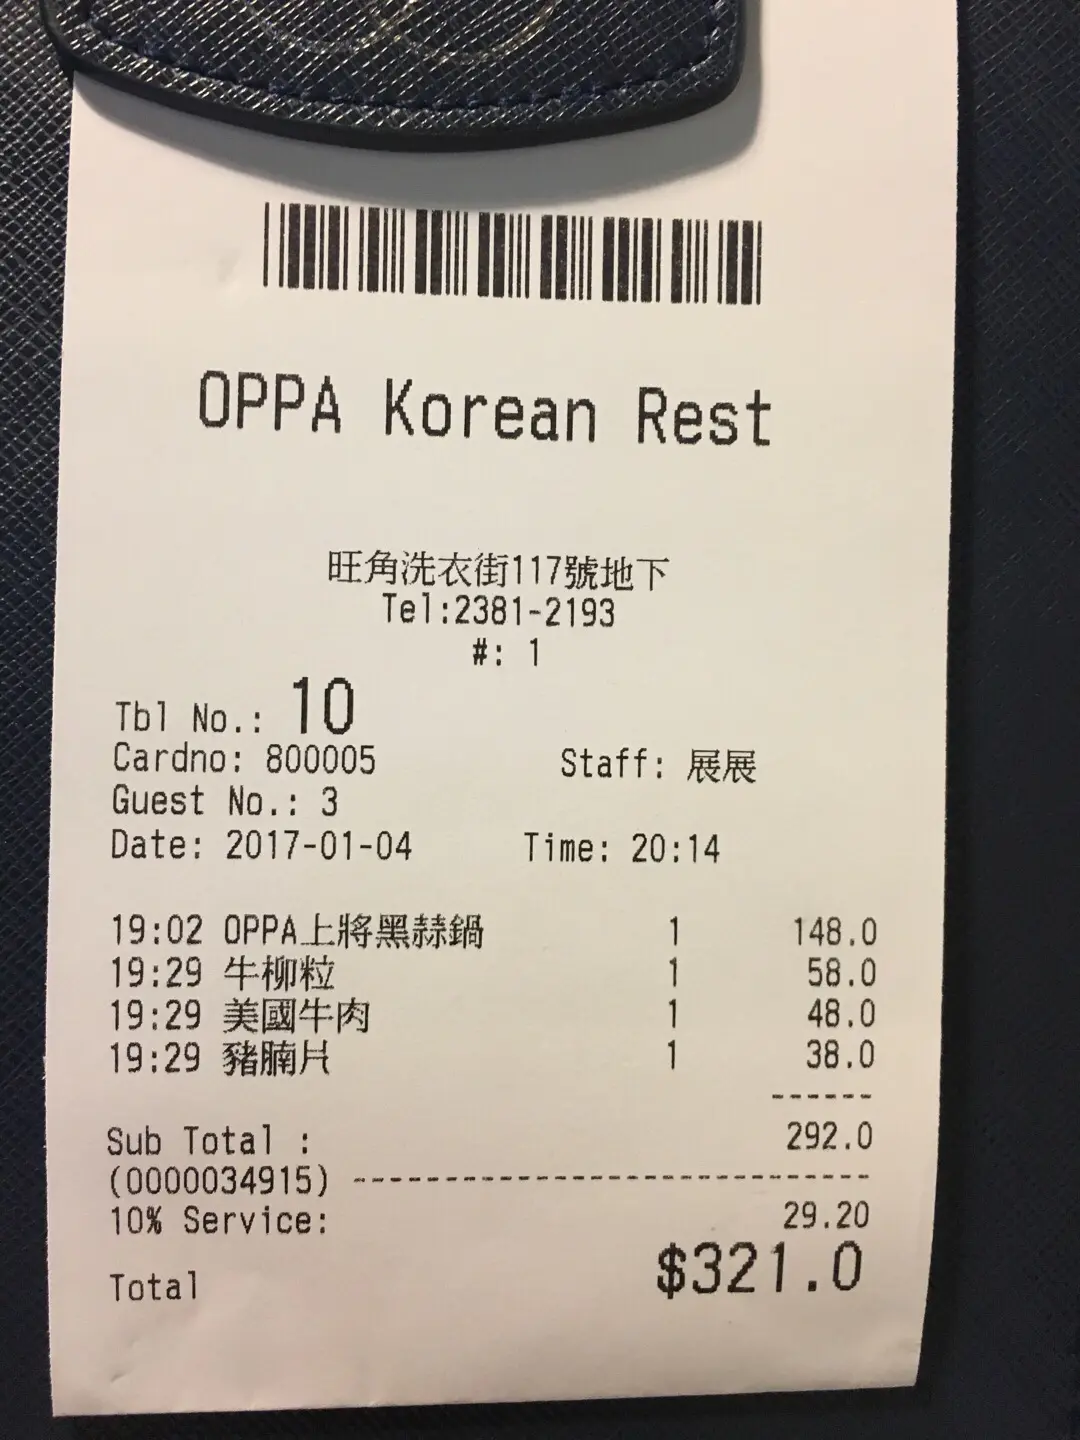 OPPA Korean Rest
旺角洗衣街117號地下
Tel:2381-2193
#: 1
Tbl No.: 10
Cardno: 800005 Staff: 展展
Guest No.: 3
Date: 2017-01-04 Time: 20:14
19:02 OPPA上將黑蒜鍋 1 148.0
19:29 牛柳粒 1 58.0
19:29 美國牛肉 1 48.0
19:29 豬腩片 1 38.0
------
Sub Total : 292.0
(0000034915) ----------------------------
10% Service: 29.20
Total $321.0